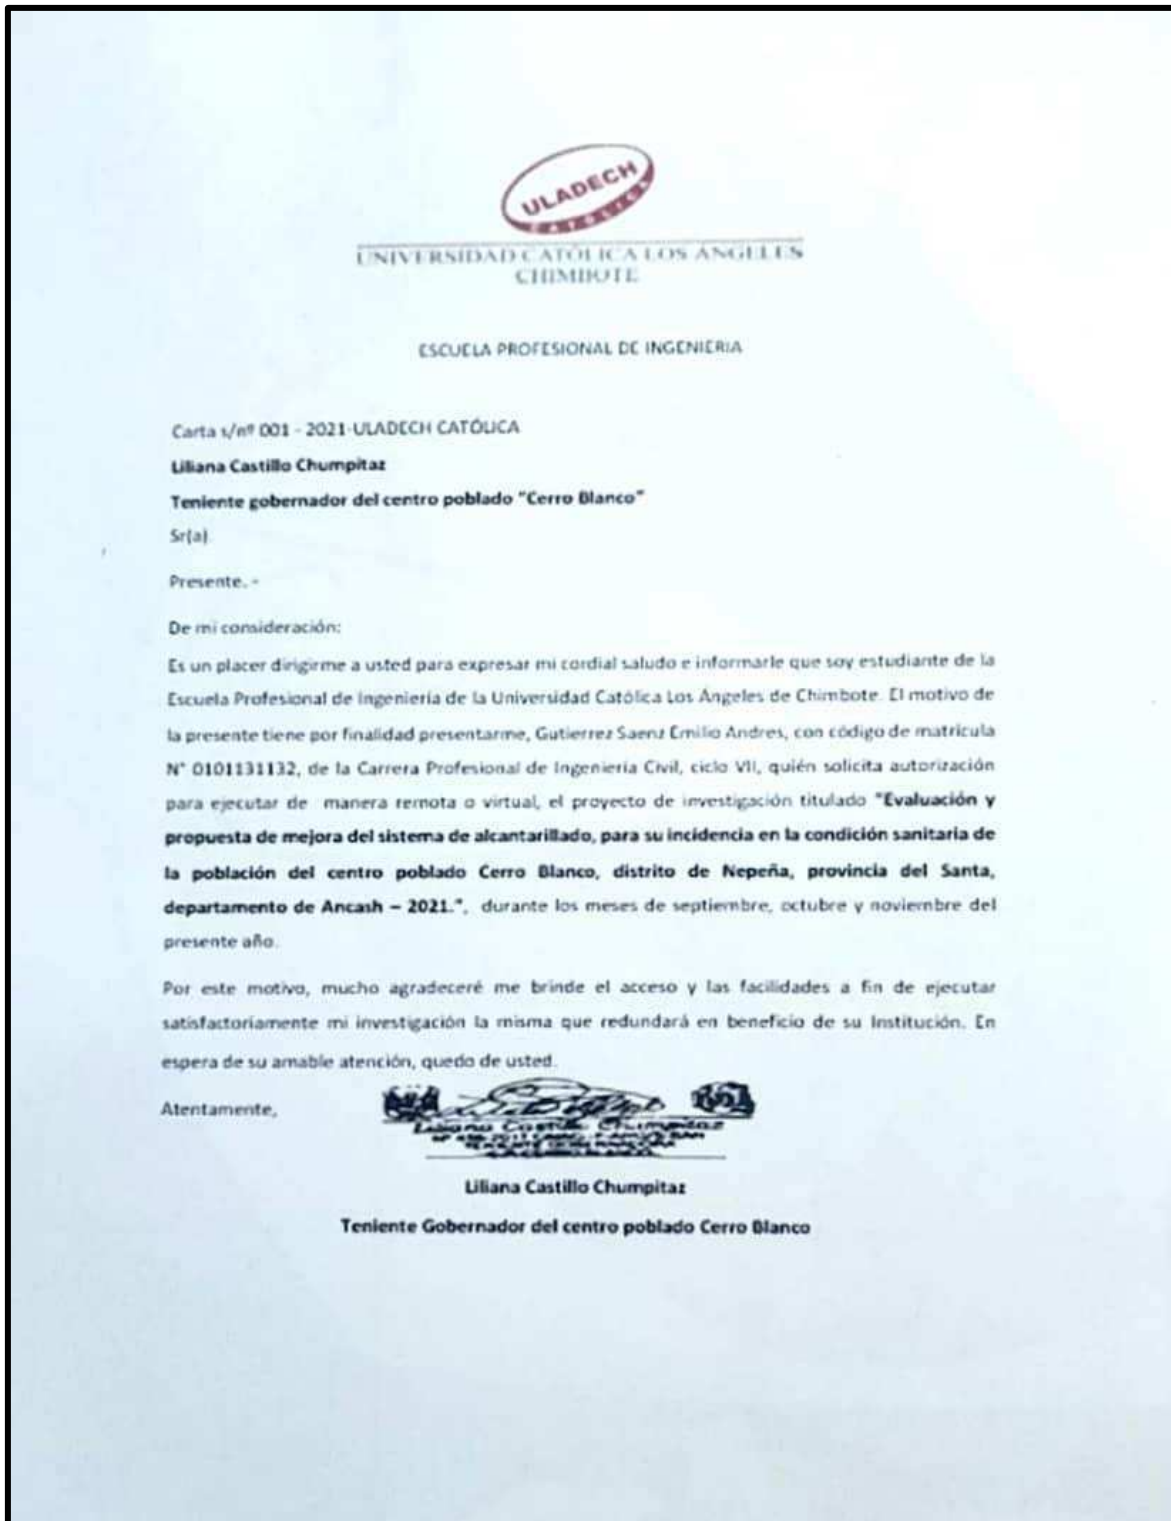 ULADECH
CATOLICA
UNIVERSIDAD CATÓLICA LOS ÁNGELES
CHIMBOTE
ESCUELA PROFESIONAL DE INGENIERIA
Carta s/nº 001 - 2021-ULADECH CATÓLICA
Liliana Castillo Chumpitaz
Teniente gobernador del centro poblado "Cerro Blanco"
Sr(a)
Presente. -
De mi consideración:
Es un placer dirigirme a usted para expresar mi cordial saludo e informarle que soy estudiante de la
Escuela Profesional de Ingeniería de la Universidad Católica Los Ángeles de Chimbote. El motivo de
la presente tiene por finalidad presentarme, Gutierrez Saenz Emilio Andres, con código de matrícula
N° 0101131132, de la Carrera Profesional de Ingeniería Civil, ciclo VII, quién solicita autorización
para ejecutar de manera remota o virtual, el proyecto de investigación titulado "Evaluación y
propuesta de mejora del sistema de alcantarillado, para su incidencia en la condición sanitaria de
la población del centro poblado Cerro Blanco, distrito de Nepeña, provincia del Santa,
departamento de Ancash – 2021.", durante los meses de septiembre, octubre y noviembre del
presente año.
Por este motivo, mucho agradeceré me brinde el acceso y las facilidades a fin de ejecutar
satisfactoriamente mi investigación la misma que redundará en beneficio de su Institución. En
espera de su amable atención, quedo de usted.
Atentamente,
Liliana Castillo Chumpitaz
Liliana Castillo Chumpitaz
Teniente Gobernador del centro poblado Cerro Blanco